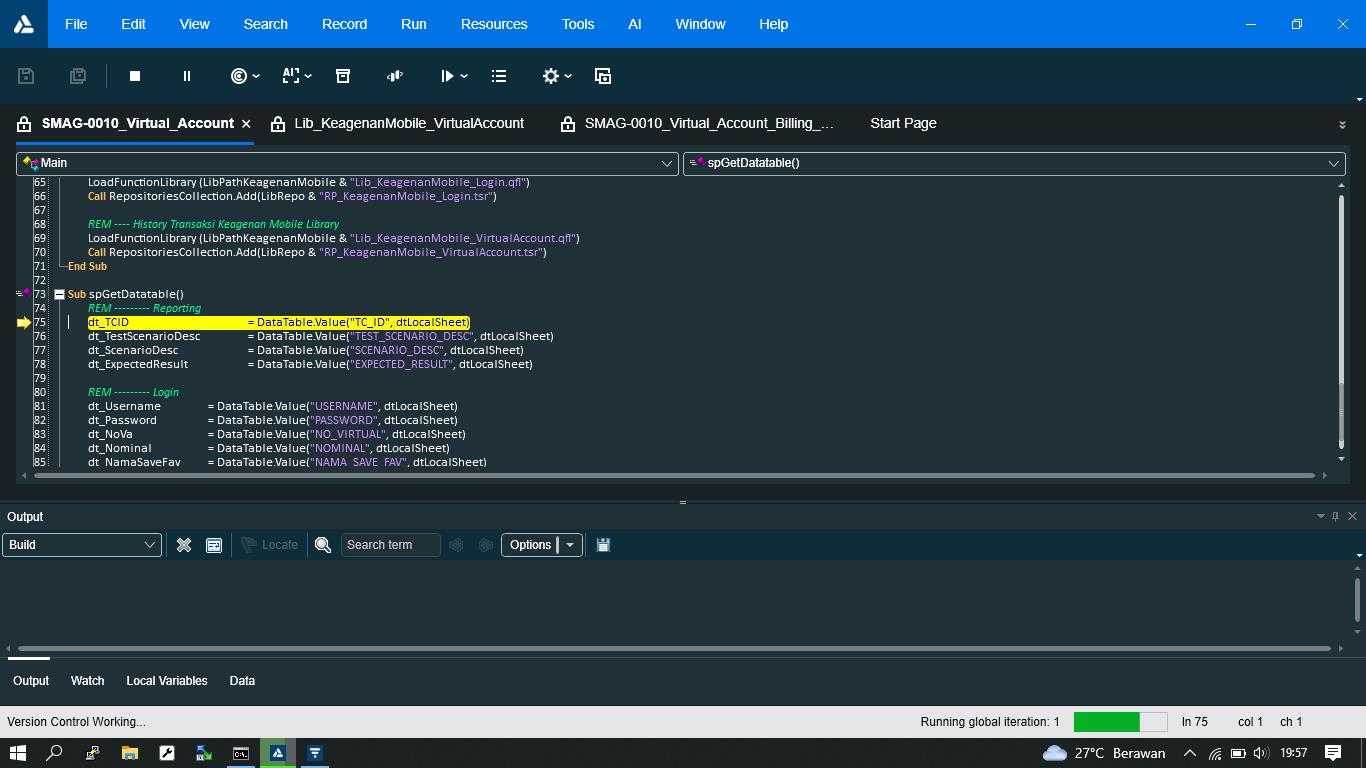 File Edit View Search Record Run Resources Tools AI Window Help
AI
SMAG-0010_Virtual_Account Lib_KeagenanMobile_VirtualAccount SMAG-0010_Virtual_Account_Billing_... Start Page
Main spGetDatatable()
65 LoadFunctionLibrary (LibPathKeagenanMobile & "Lib_KeagenanMobile_Login.qfl")
66 Call RepositoriesCollection.Add(LibRepo & "RP_KeagenanMobile_Login.tsr")
67
68 REM ---- History Transaksi Keagenan Mobile Library
69 LoadFunctionLibrary (LibPathKeagenanMobile & "Lib_KeagenanMobile_VirtualAccount.qfl")
70 Call RepositoriesCollection.Add(LibRepo & "RP_KeagenanMobile_VirtualAccount.tsr")
71 End Sub
72
73 Sub spGetDatatable()
74 REM --------- Reporting
75 dt_TCID = DataTable.Value("TC_ID", dtLocalSheet)
76 dt_TestScenarioDesc = DataTable.Value("TEST_SCENARIO_DESC", dtLocalSheet)
77 dt_ScenarioDesc = DataTable.Value("SCENARIO_DESC", dtLocalSheet)
78 dt_ExpectedResult = DataTable.Value("EXPECTED_RESULT", dtLocalSheet)
79
80 REM --------- Login
81 dt_Username = DataTable.Value("USERNAME", dtLocalSheet)
82 dt_Password = DataTable.Value("PASSWORD", dtLocalSheet)
83 dt_NoVa = DataTable.Value("NO_VIRTUAL", dtLocalSheet)
84 dt_Nominal = DataTable.Value("NOMINAL", dtLocalSheet)
85 dt_NamaSaveFav = DataTable.Value("NAMA_SAVE_FAV", dtLocalSheet)
Output
Build Locate Search term Options
Output Watch Local Variables Data
Version Control Working... Running global iteration: 1 ln 75 col 1 ch 1
27°C Berawan 19:57